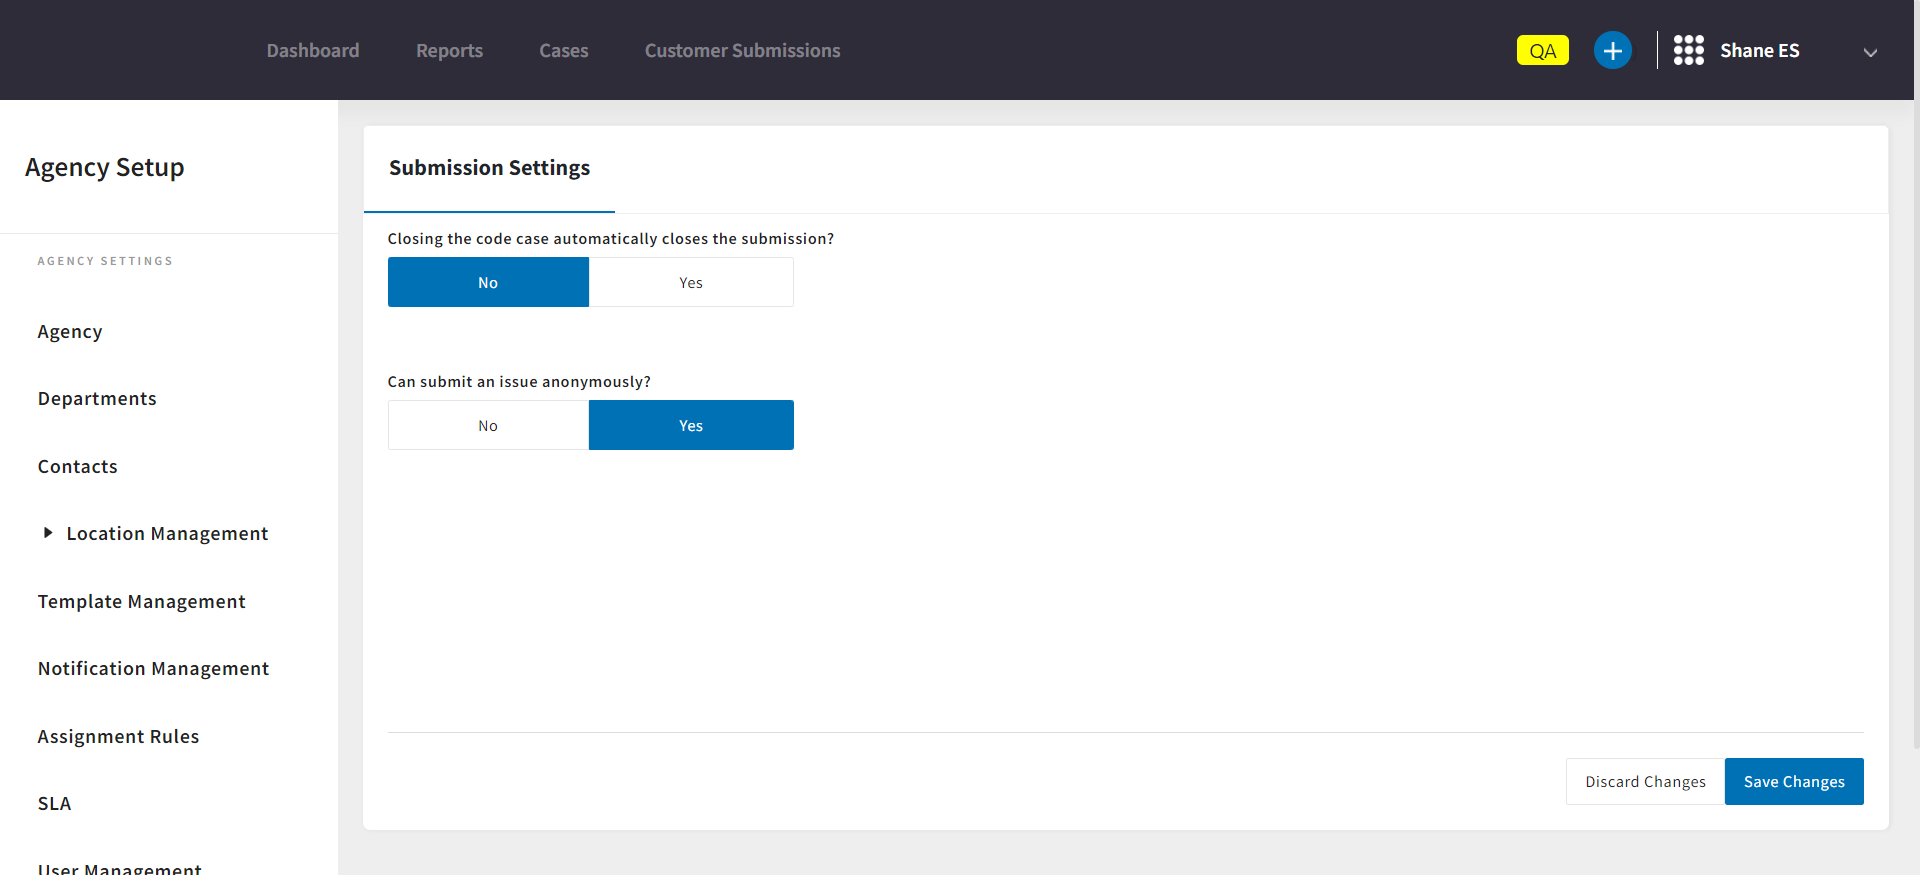 Dashboard
Reports
Cases
Customer Submissions
QA
Shane ES
Agency Setup
AGENCY SETTINGS
Agency
Departments
Contacts
Location Management
Template Management
Notification Management
Assignment Rules
SLA
User Management
Submission Settings
Closing the code case automatically closes the submission?
No Yes
Can submit an issue anonymously?
No Yes
Discard Changes Save Changes